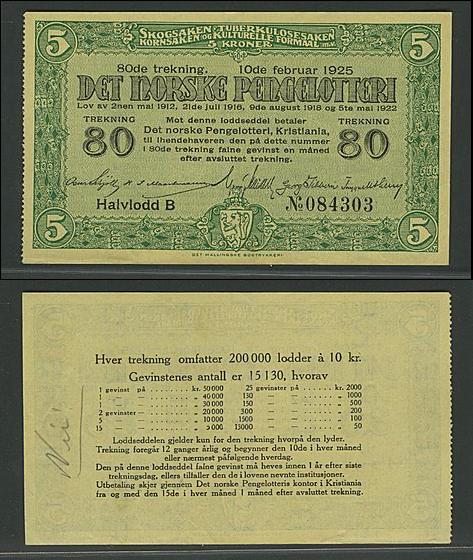 SKOGSAKEN, TUBERKULOSESAKEN
KORNSAKEN OG KULTURELLE FORMAAL M.V.
5 KRONER
5
5
80de trekning, 10de februar 1925
DET NORSKE PENGELOTTERI
Lov av 2nen mai 1912, 21de juli 1916, 9de august 1918 og 5te mai 1922
TREKNING
80
Mot denne loddseddel betaler
Det norske Pengelotteri, Kristiania,
til ihendehaveren den på dette nummer
i 80de trekning falne gevinst en måned
efter avsluttet trekning.
TREKNING
80
Halvlodd B
№ 084303
5
5
DET MALLINGSKE BOGTRYKKERI
Hver trekning omfatter 200 000 lodder à 10 kr.
Gevinstenes antall er 15 130, hvorav
1 gevinst på kr. 50 000 25 gevinster på kr. 2000
1 — - — - 40 000 130 — - — - 1000
1 — - — - 30 000 150 — - — - 500
2 gevinster - — - 20 000 300 — - — - 200
5 — - — - 10 000 1500 — - — - 100
15 — - — - 5 000 13000 — - — - 50
Loddseddelen gjelder kun for den trekning hvorpå den lyder.
Trekning foregår 12 ganger årlig og begynner den 10de i hver måned
eller nærmest påfølgende hverdag.
Den på denne loddseddel falne gevinst må heves innen 1 år efter siste
trekningsdag, ellers tilfaller den de i lovene nevnte institusjoner.
Utbetaling skjer gjennem Det norske Pengelotteris kontor i Kristiania
fra og med den 15de i hver måned 1 måned efter avsluttet trekning.